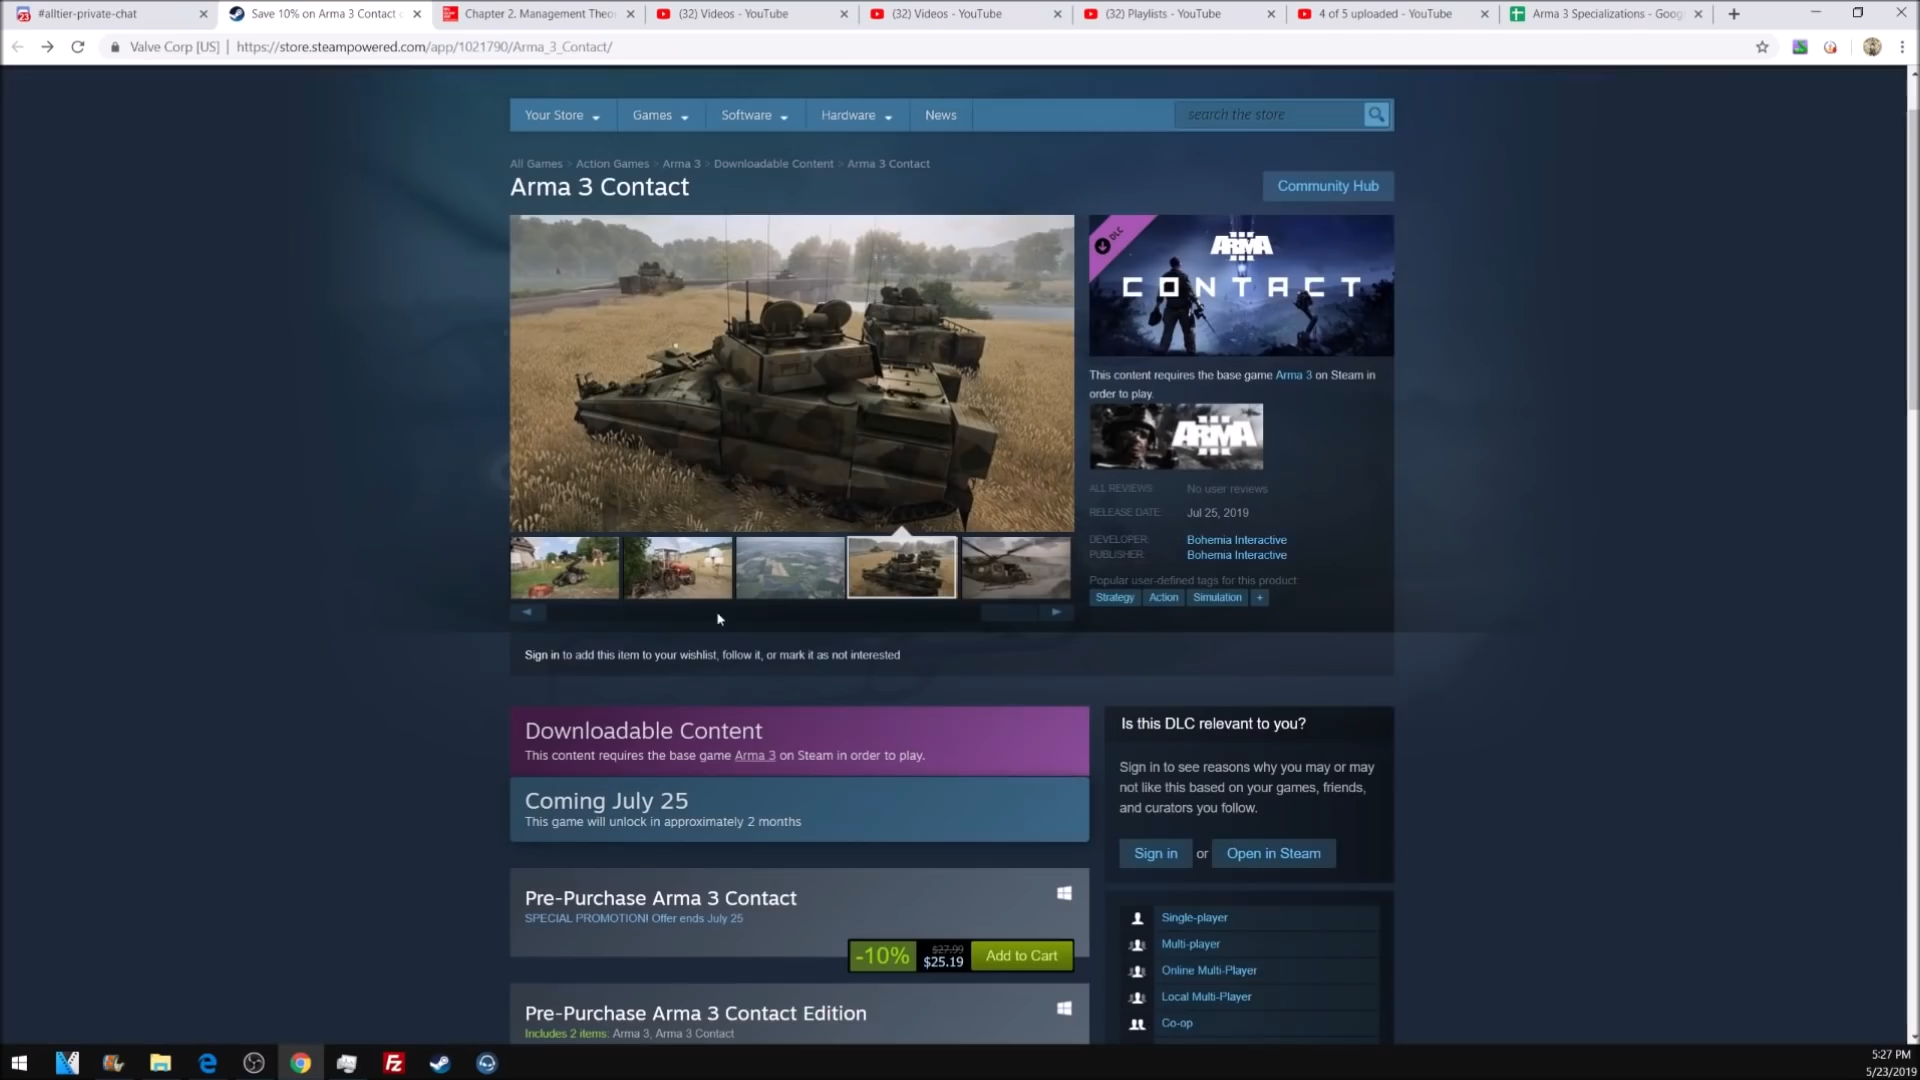 #alltier-private-chat
Save 10% on Arma 3 Contact
Chapter 2. Management Theo
(32) Videos - YouTube
(32) Videos - YouTube
(32) Playlists - YouTube
4 of 5 uploaded - YouTube
Arma 3 Specializations - Goog
Valve Corp [US] | https://store.steampowered.com/app/1021790/Arma_3_Contact/
Your Store
Games
Software
Hardware
News
search the store
All Games > Action Games > Arma 3 > Downloadable Content > Arma 3 Contact
Arma 3 Contact
Community Hub
DLC
ARMA III
CONTACT
This content requires the base game Arma 3 on Steam in
order to play.
ARMA III
ALL REVIEWS: No user reviews
RELEASE DATE: Jul 25, 2019
DEVELOPER: Bohemia Interactive
PUBLISHER: Bohemia Interactive
Popular user-defined tags for this product:
Strategy Action Simulation +
Sign in to add this item to your wishlist, follow it, or mark it as not interested
Downloadable Content
This content requires the base game Arma 3 on Steam in order to play.
Coming July 25
This game will unlock in approximately 2 months
Pre-Purchase Arma 3 Contact
SPECIAL PROMOTION! Offer ends July 25
-10% $27.99 $25.19 Add to Cart
Pre-Purchase Arma 3 Contact Edition
Includes 2 items: Arma 3, Arma 3 Contact
Is this DLC relevant to you?
Sign in to see reasons why you may or may
not like this based on your games, friends,
and curators you follow.
Sign in or Open in Steam
Single-player
Multi-player
Online Multi-Player
Local Multi-Player
Co-op
5:27 PM
5/23/2019